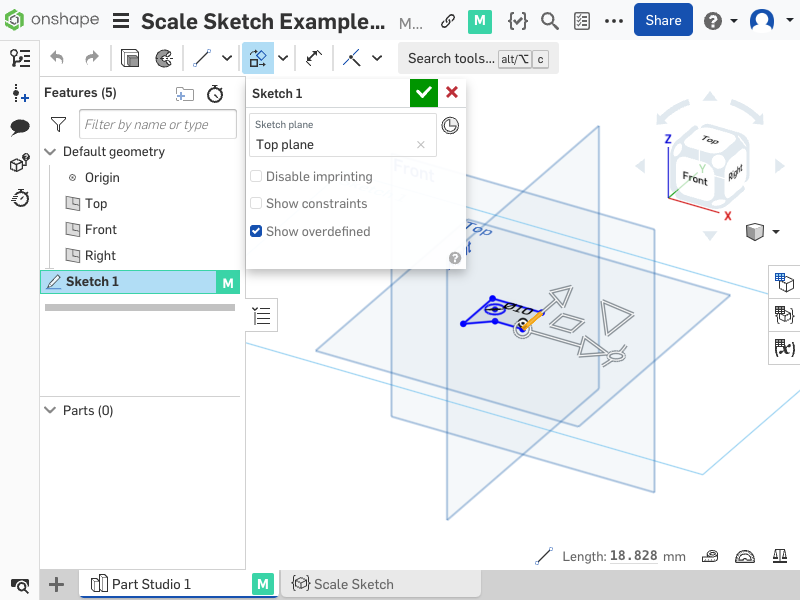 onshape
Scale Sketch Example...
M...
M
Share
Search tools... alt/⌥ c
Features (5)
Filter by name or type
Default geometry
Origin
Top
Front
Right
Sketch 1
M
Parts (0)
Sketch 1
Sketch plane
Top plane
Disable imprinting
Show constraints
Show overdefined
Front
Top
Ø10
Z
Top
Y
Front
Right
X
Length: 18.828 mm
Part Studio 1
M
Scale Sketch